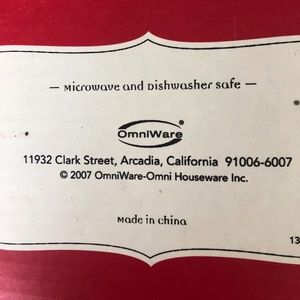 — Microwave and Dishwasher safe —
OmniWare®
11932 Clark Street, Arcadia, California 91006-6007
© 2007 OmniWare-Omni Houseware Inc.
Made in China
13